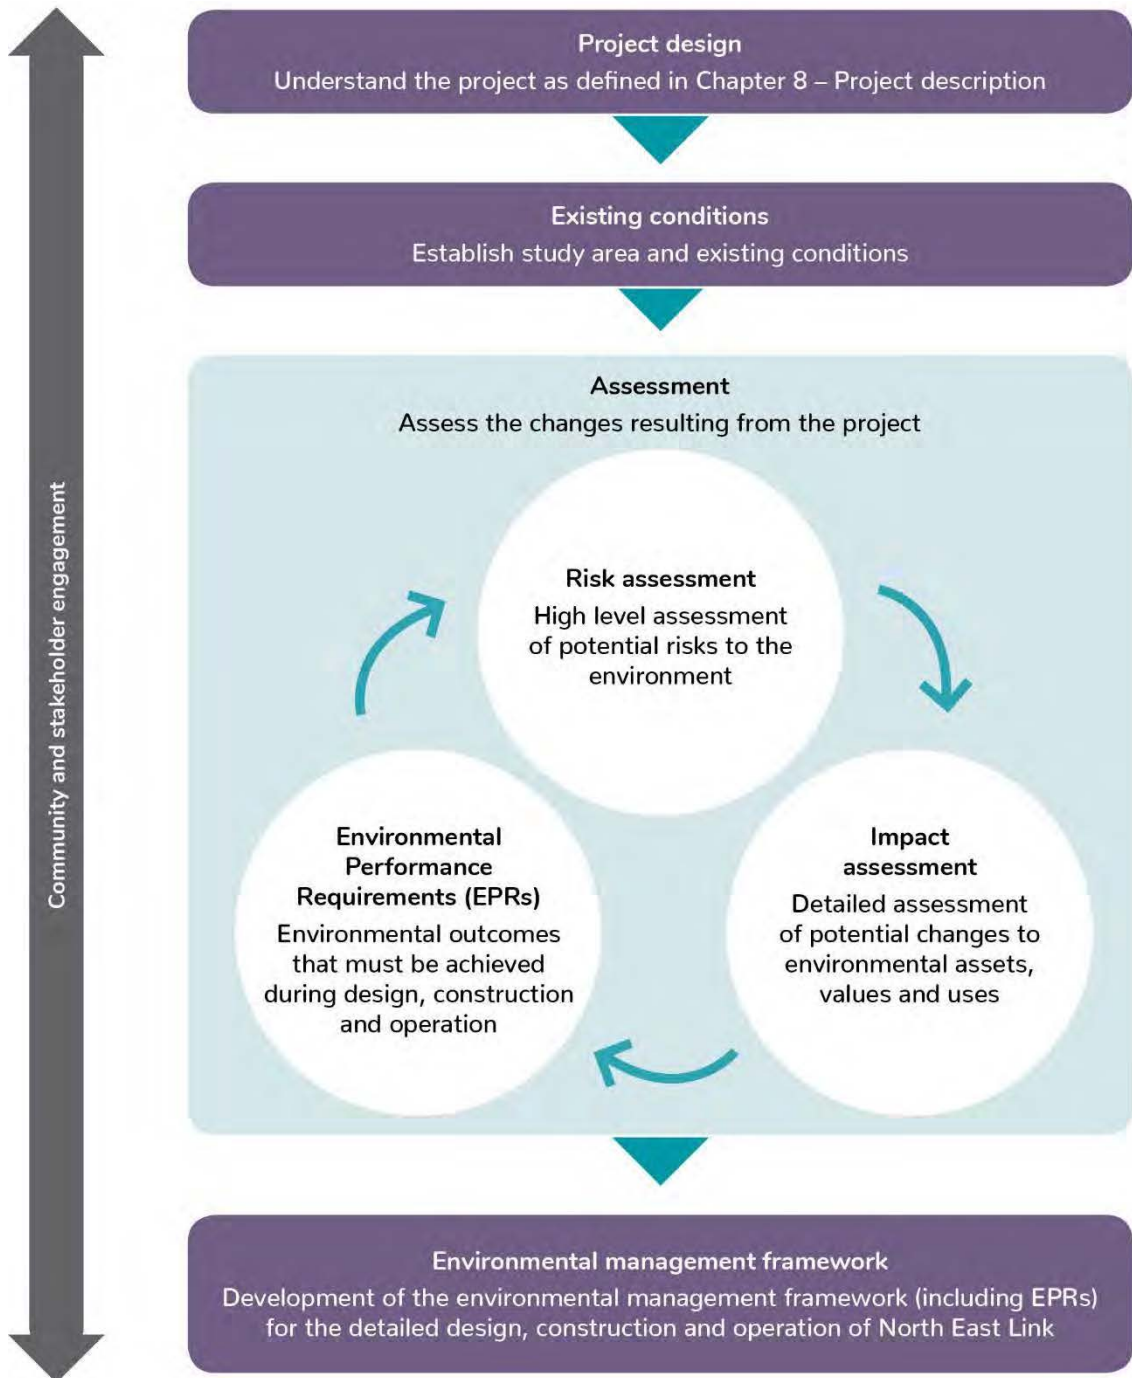 Project design
Understand the project as defined in Chapter 8 – Project description
Existing conditions
Establish study area and existing conditions
Assessment
Assess the changes resulting from the project
Risk assessment
High level assessment
of potential risks to the
environment
Impact
assessment
Detailed assessment
of potential changes to
environmental assets,
values and uses
Environmental
Performance
Requirements (EPRs)
Environmental outcomes
that must be achieved
during design, construction
and operation
Environmental management framework
Development of the environmental management framework (including EPRs)
for the detailed design, construction and operation of North East Link
Community and stakeholder engagement